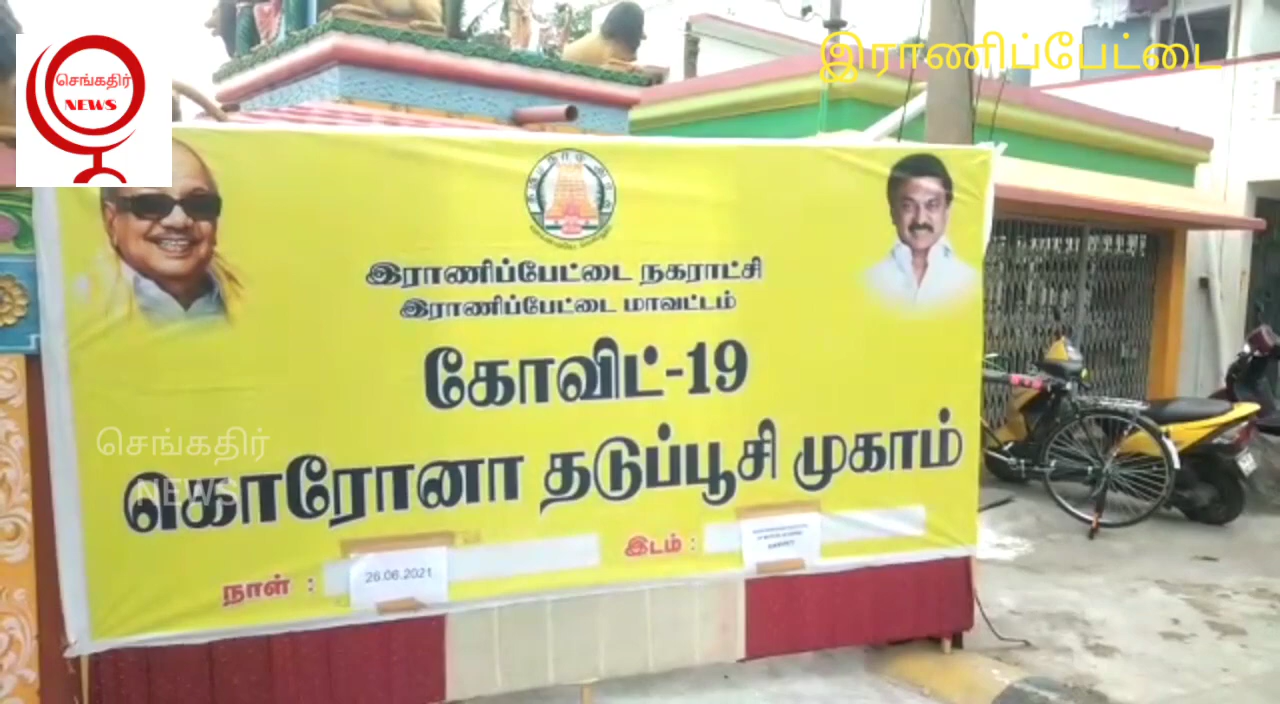 செங்கதிர்
NEWS
இராணிப்பேட்டை
இராணிப்பேட்டை நகராட்சி
இராணிப்பேட்டை மாவட்டம்
கோவிட்-19
செங்கதிர்
NEWS
கொரோனா தடுப்பூசி முகாம்
நாள் : 26.06.2021
இடம் :